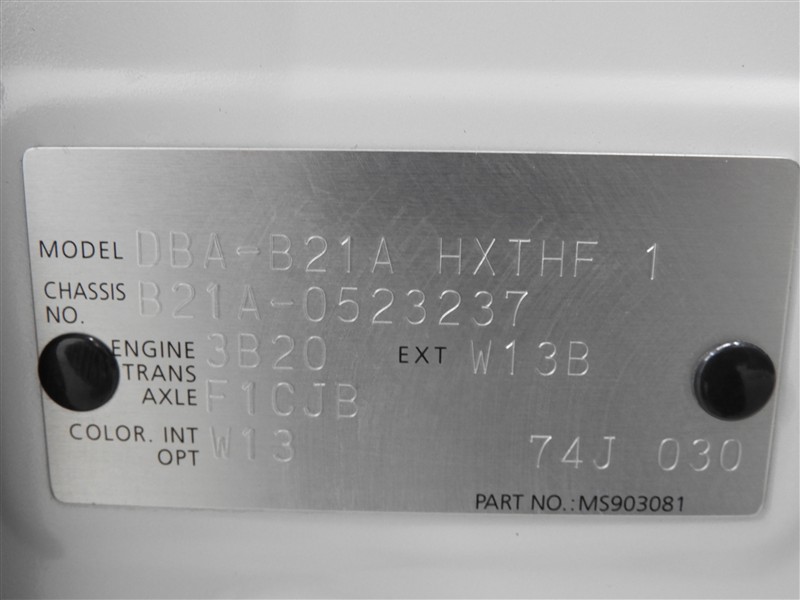 MODEL DBA-B21A HXTHF 1
CHASSIS NO. B21A-0523237
ENGINE 3B20 EXT W13B
TRANS AXLE F1CJB
COLOR. INT OPT W13 74J 030
PART NO.:MS903081